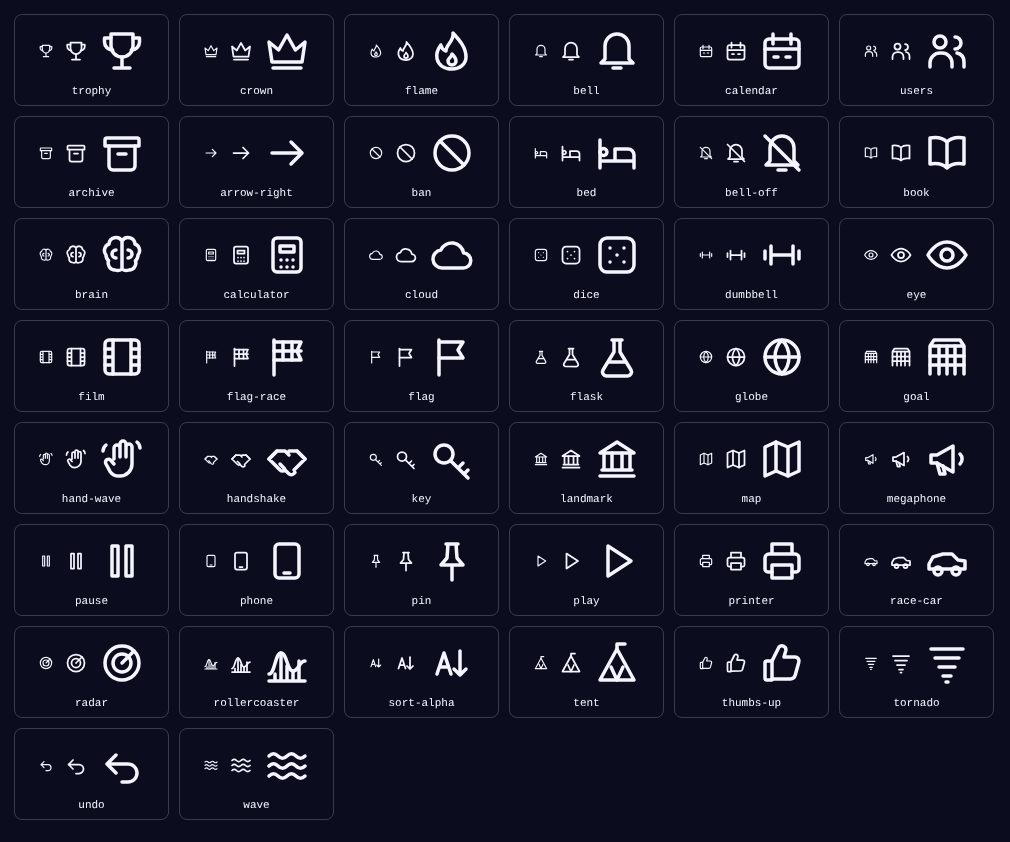 trophy
crown
flame
bell
calendar
users
archive
arrow-right
ban
bed
bell-off
book
brain
calculator
cloud
dice
dumbbell
eye
film
flag-race
flag
flask
globe
goal
hand-wave
handshake
key
landmark
map
megaphone
pause
phone
pin
play
printer
race-car
radar
rollercoaster
sort-alpha
tent
thumbs-up
tornado
undo
wave